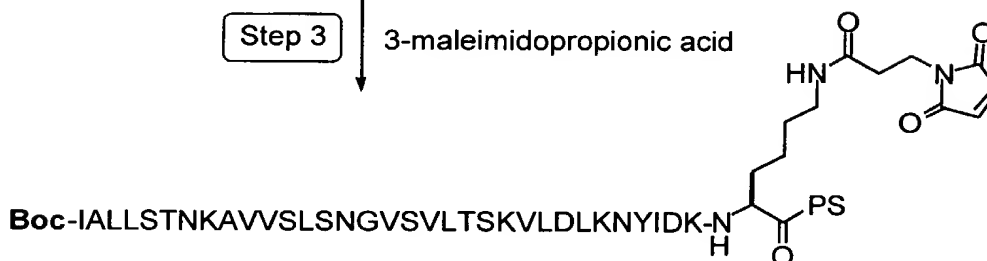 Step 3
3-maleimidopropionic acid
O
O
HN
N
O
Boc-IALLSTNKAVVSLSNGVSVLTSKVLDLKNYIDK-N
H
PS
O